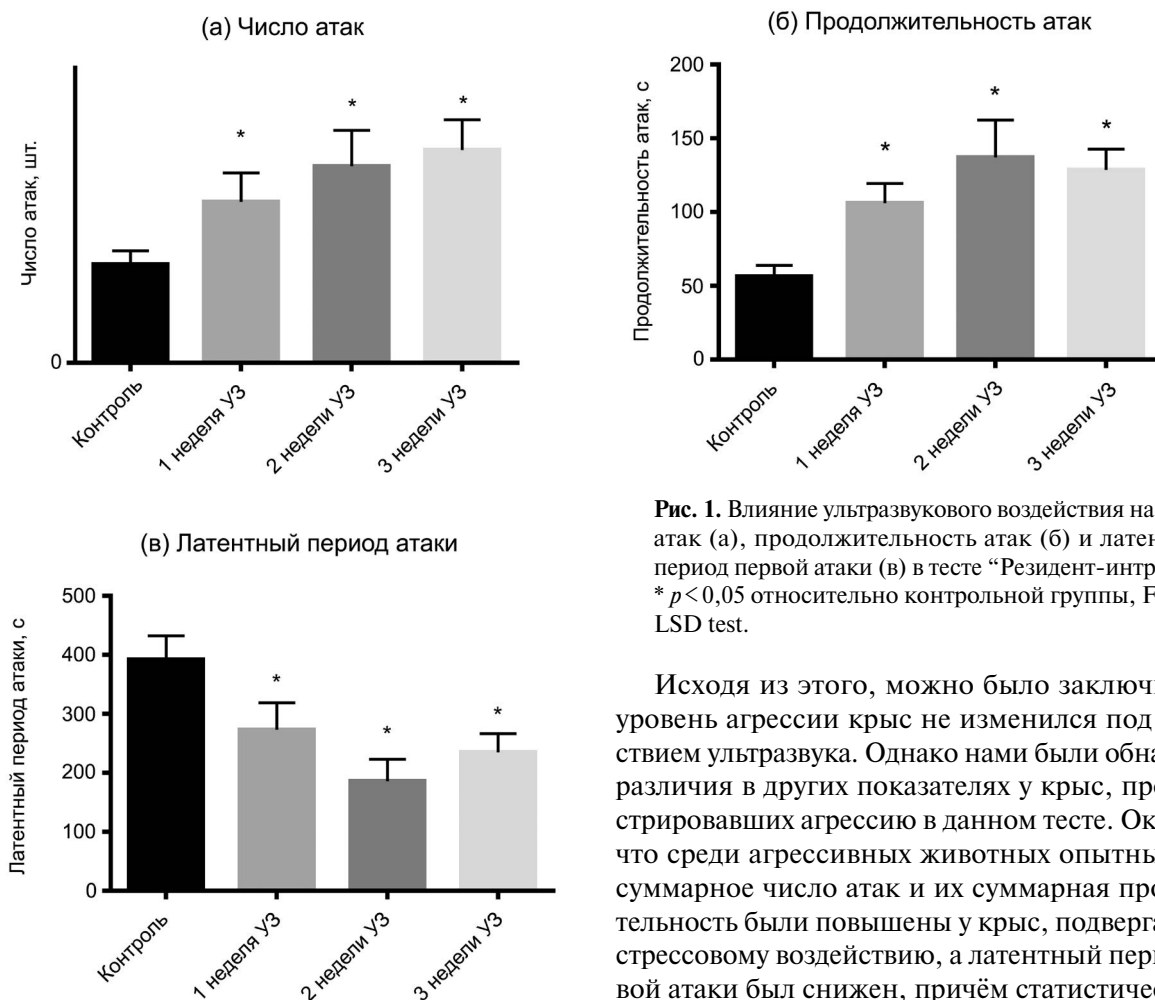 (а) Число атак
Число атак, шт.
0
Контроль
1 неделя УЗ
2 недели УЗ
3 недели УЗ
*
*
*
(б) Продолжительность атак
Продолжительность атак, с
200
150
100
50
0
Контроль
1 неделя УЗ
2 недели УЗ
3 недели УЗ
*
*
*
(в) Латентный период атаки
Латентный период атаки, с
500
400
300
200
100
0
Контроль
1 неделя УЗ
2 недели УЗ
3 недели УЗ
*
*
*
Рис. 1. Влияние ультразвукового воздействия на
атак (а), продолжительность атак (б) и латен
период первой атаки (в) в тесте “Резидент-интр
* p<0,05 относительно контрольной группы, F
LSD test.
Исходя из этого, можно было заключ
уровень агрессии крыс не изменился под
ствием ультразвука. Однако нами были обна
различия в других показателях у крыс, про
стрировавших агрессию в данном тесте. Ок
что среди агрессивных животных опытны
суммарное число атак и их суммарная про
тельность были повышены у крыс, подверга
стрессовому воздействию, а латентный пери
вой атаки был снижен, причём статистичес